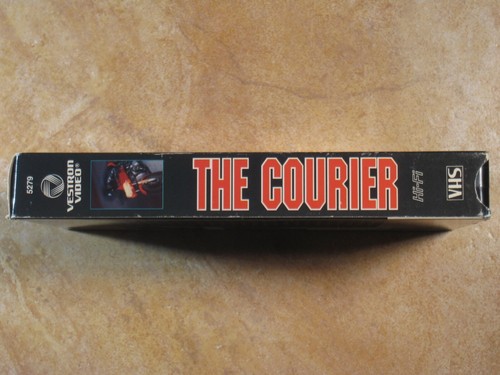 5279
VESTRON
VIDEO®
THE COURIER
Hi-Fi
VHS